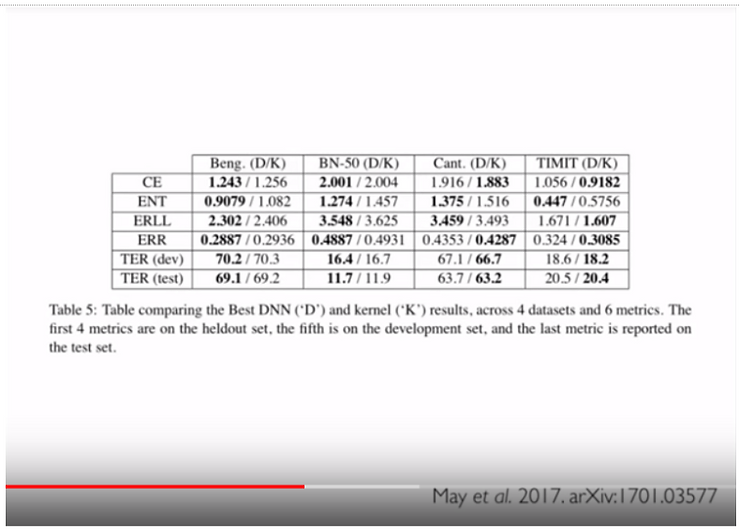 Beng. (D/K) BN-50 (D/K) Cant. (D/K) TIMIT (D/K)
CE 1.243 / 1.256 2.001 / 2.004 1.916 / 1.883 1.056 / 0.9182
ENT 0.9079 / 1.082 1.274 / 1.457 1.375 / 1.516 0.447 / 0.5756
ERLL 2.302 / 2.406 3.548 / 3.625 3.459 / 3.493 1.671 / 1.607
ERR 0.2887 / 0.2936 0.4887 / 0.4931 0.4353 / 0.4287 0.324 / 0.3085
TER (dev) 70.2 / 70.3 16.4 / 16.7 67.1 / 66.7 18.6 / 18.2
TER (test) 69.1 / 69.2 11.7 / 11.9 63.7 / 63.2 20.5 / 20.4
Table 5: Table comparing the Best DNN (‘D’) and kernel (‘K’) results, across 4 datasets and 6 metrics. The
first 4 metrics are on the heldout set, the fifth is on the development set, and the last metric is reported on
the test set.
May et al. 2017. arXiv:1701.03577